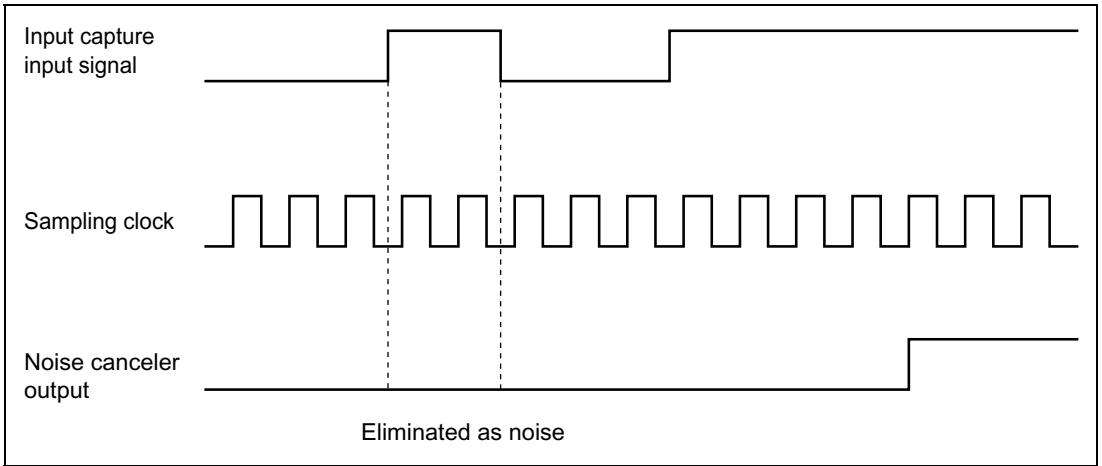 Input capture
input signal
Sampling clock
Noise canceler
output
Eliminated as noise